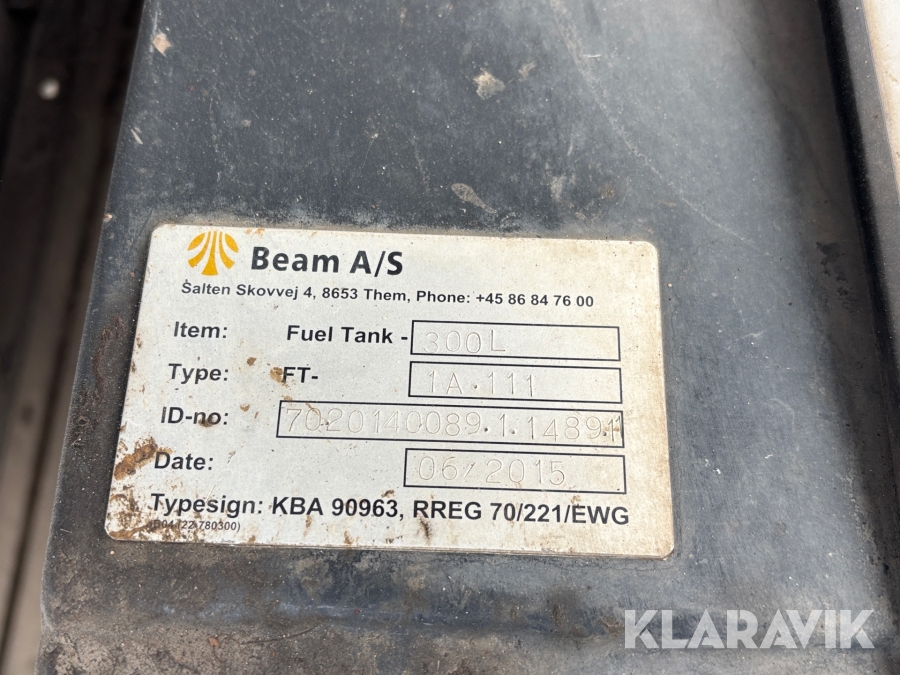 Beam A/S
Salten Skovvej 4, 8653 Them, Phone: +45 86 84 76 00
Item: Fuel Tank - 300L
Type: FT- 1A.111
ID-no: 7020140089.1.14891
Date: 06/2015
Typesign: KBA 90963, RREG 70/221/EWG
KLARAVIK